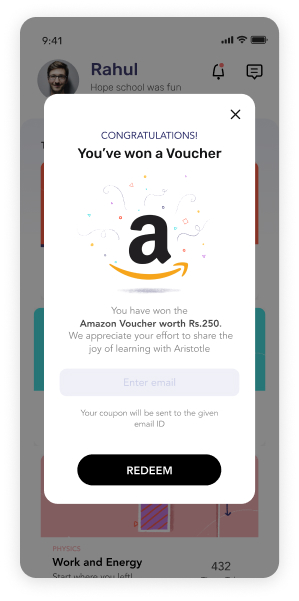 9:41
Rahul
Hope school was fun
CONGRATULATIONS!
You've won a Voucher
a
You have won the
Amazon Voucher worth Rs.250.
We appreciate your effort to share the
joy of learning with Aristotle
Enter email
Your coupon will be sent to the given
email ID
REDEEM
PHYSICS
Work and Energy
432
Start where you left!